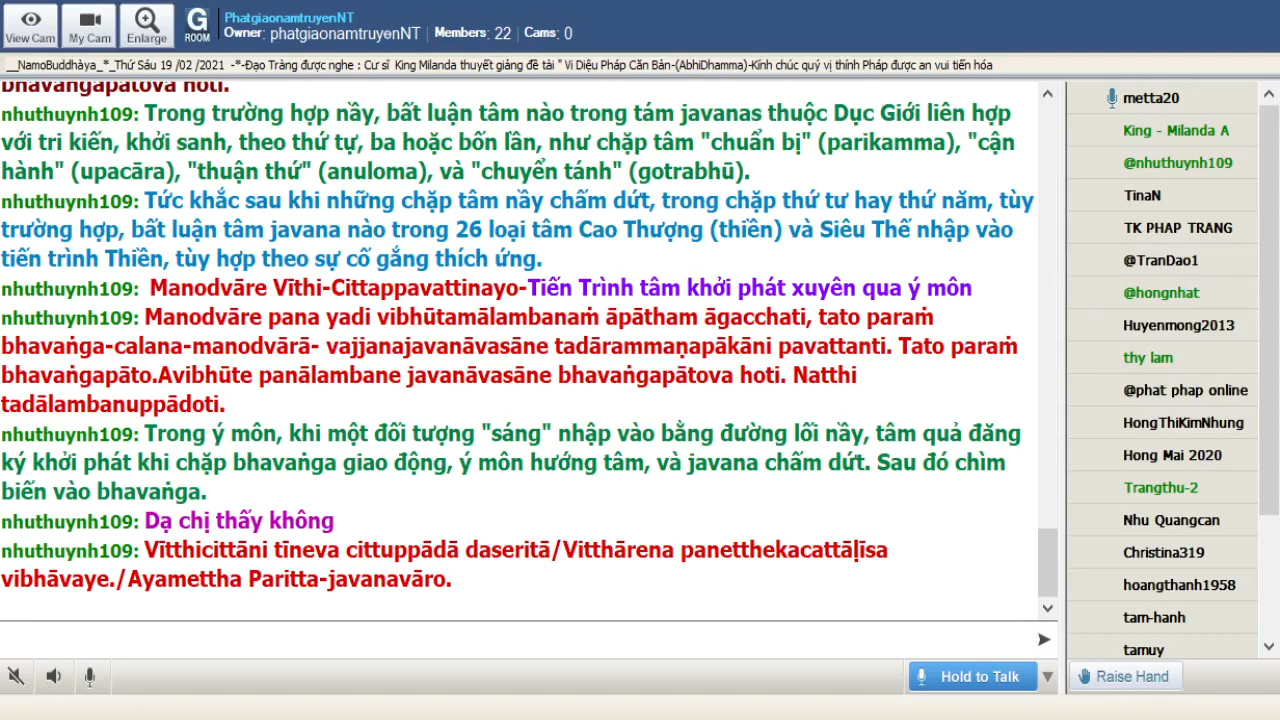 View Cam
My Cam
Enlarge
G
ROOM
PhatgiaonamtruyenNT
Owner: phatgiaonamtruyenNT | Members: 22 | Cams: 0
__NamoBuddhàya_*_Thứ Sáu 19 /02 /2021 -*-Đạo Tràng được nghe : Cư sĩ King Milanda thuyết giảng đề tài " Vi Diệu Pháp Căn Bản-(AbhiDhamma)-Kính chúc quý vị thính Pháp được an vui tiến hóa
bhavaṅgapātova hoti.
nhuthuynh109: Trong trường hợp nầy, bất luận tâm nào trong tám javanas thuộc Dục Giới liên hợp
với tri kiến, khởi sanh, theo thứ tự, ba hoặc bốn lần, như chặp tâm "chuẩn bị" (parikamma), "cận
hành" (upacāra), "thuận thứ" (anuloma), và "chuyển tánh" (gotrabhū).
nhuthuynh109: Tức khắc sau khi những chặp tâm nầy chấm dứt, trong chặp thứ tư hay thứ năm, tùy
trường hợp, bất luận tâm javana nào trong 26 loại tâm Cao Thượng (thiền) và Siêu Thế nhập vào
tiến trình Thiền, tùy hợp theo sự cố gắng thích ứng.
nhuthuynh109: Manodvāre Vīthi-Cittappavattinayo-Tiến Trình tâm khởi phát xuyên qua ý môn
nhuthuynh109: Manodvāre pana yadi vibhūtamālambanaṁ āpātham āgacchati, tato paraṁ
bhavaṅga-calana-manodvārā- vajjanajavanāvasāne tadārammaṇapākāni pavattanti. Tato paraṁ
bhavaṅgapāto.Avibhūte panālambane javanāvasāne bhavaṅgapātova hoti. Natthi
tadālambanuppādoti.
nhuthuynh109: Trong ý môn, khi một đối tượng "sáng" nhập vào bằng đường lối nầy, tâm quả đăng
ký khởi phát khi chặp bhavaṅga giao động, ý môn hướng tâm, và javana chấm dứt. Sau đó chìm
biến vào bhavaṅga.
nhuthuynh109: Dạ chị thấy không
nhuthuynh109: Vītthicittāni tīneva cittuppādā daseritā/Vitthārena panetthekacattāḷīsa
vibhāvaye./Ayamettha Paritta-javanavāro.
metta20
King - Milanda A
@nhuthuynh109
TinaN
TK PHAP TRANG
@TranDao1
@hongnhat
Huyenmong2013
thy lam
@phat phap online
HongThiKimNhung
Hong Mai 2020
Trangthu-2
Nhu Quangcan
Christina319
hoangthanh1958
tam-hanh
tamuy
Hold to Talk
Raise Hand